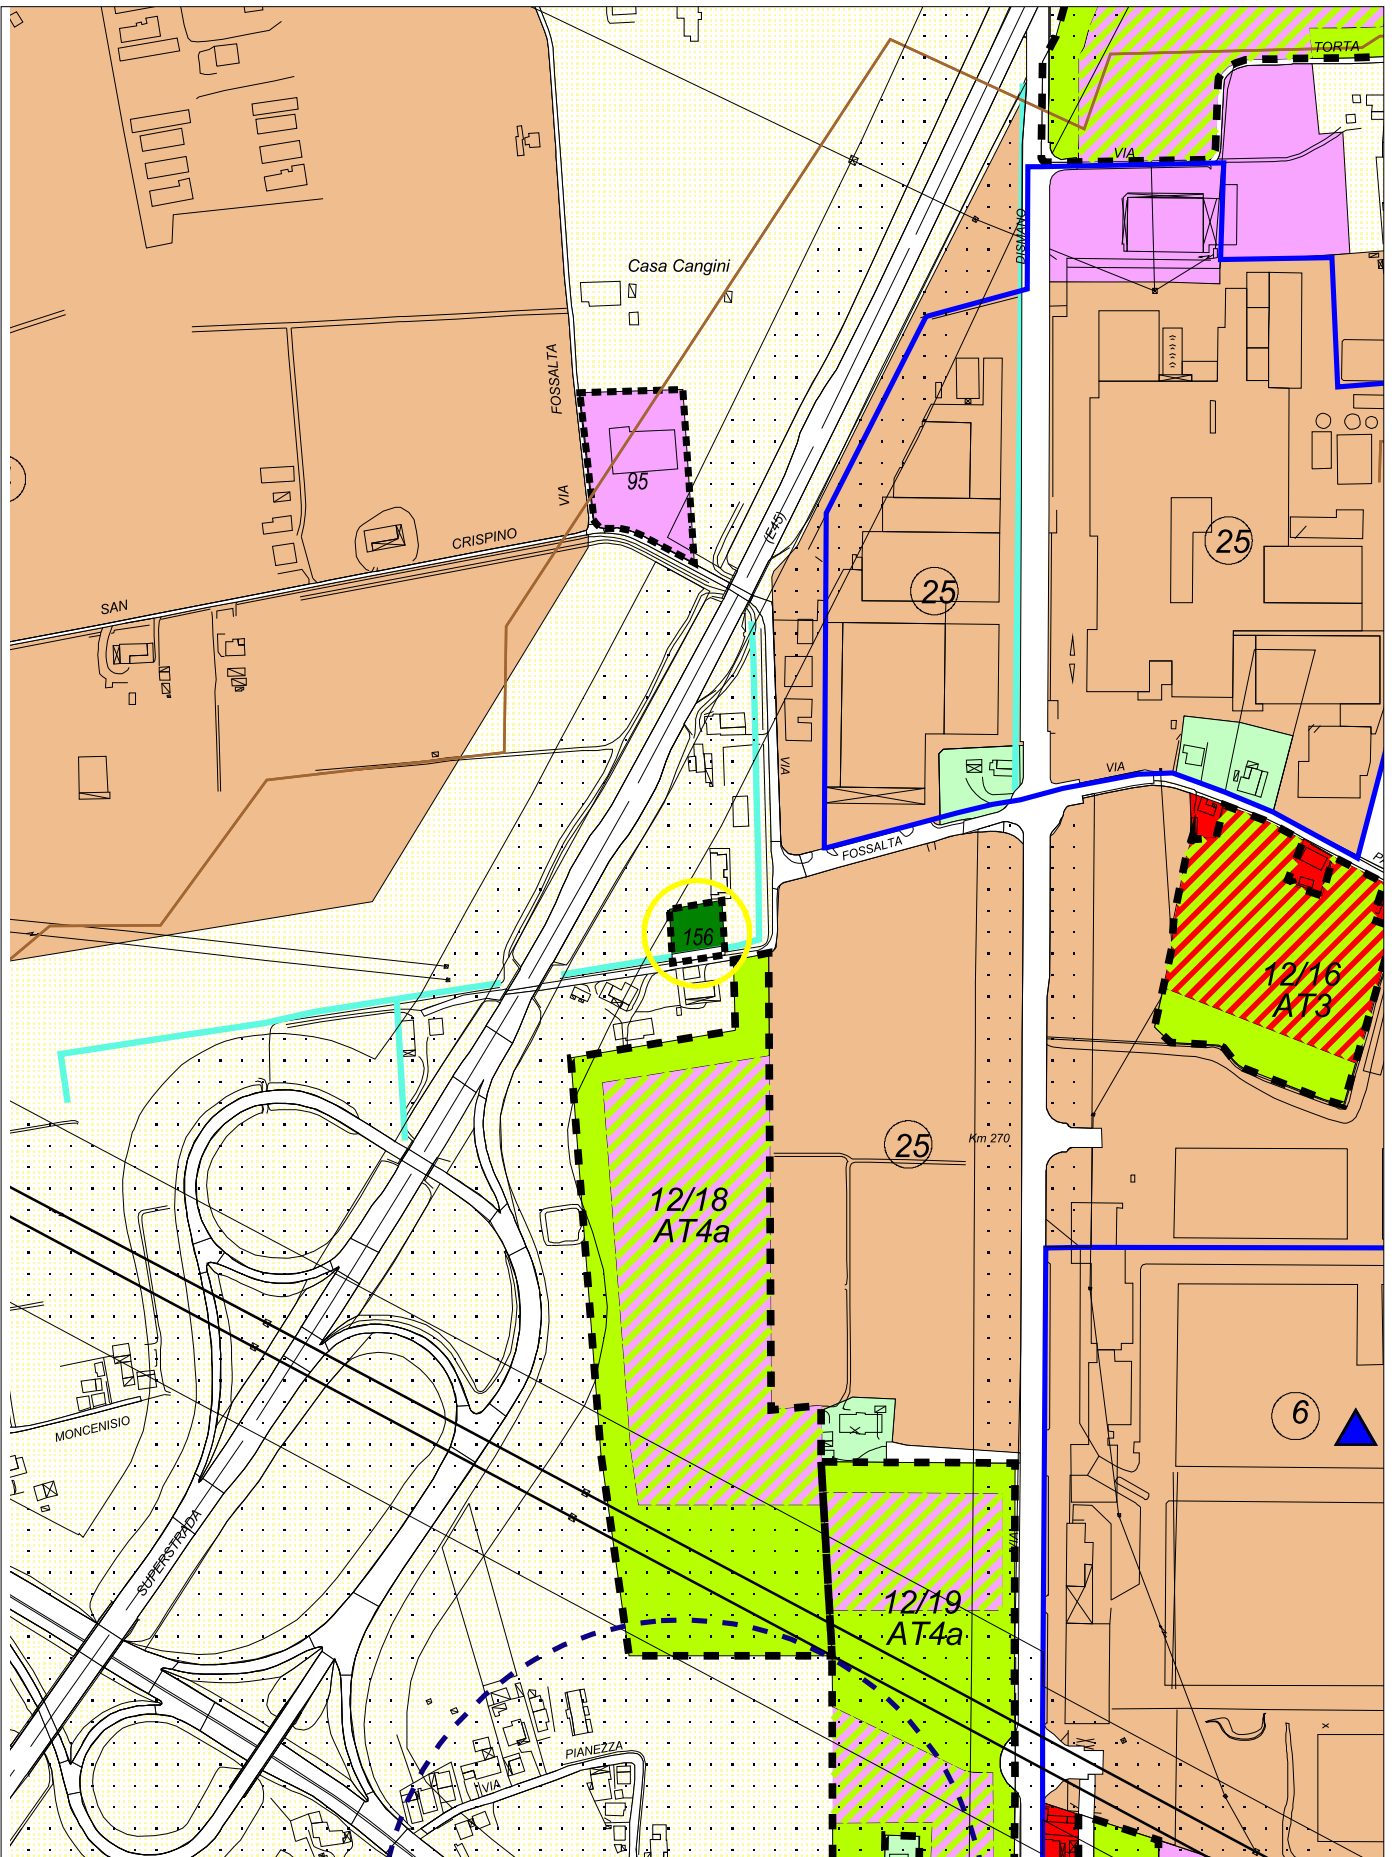 TORTA
VIA
DISMANO
Casa Cangini
FOSSALTA
VIA
95
(E45)
CRISPINO
SAN
25
25
VIA
VIA
FOSSALTA
156
12/16
AT3
25
Km 270
12/18
AT4a
6
MONCENISIO
SUPERSTRADA
VIA
12/19
AT4a
PIANEZZA
VIA